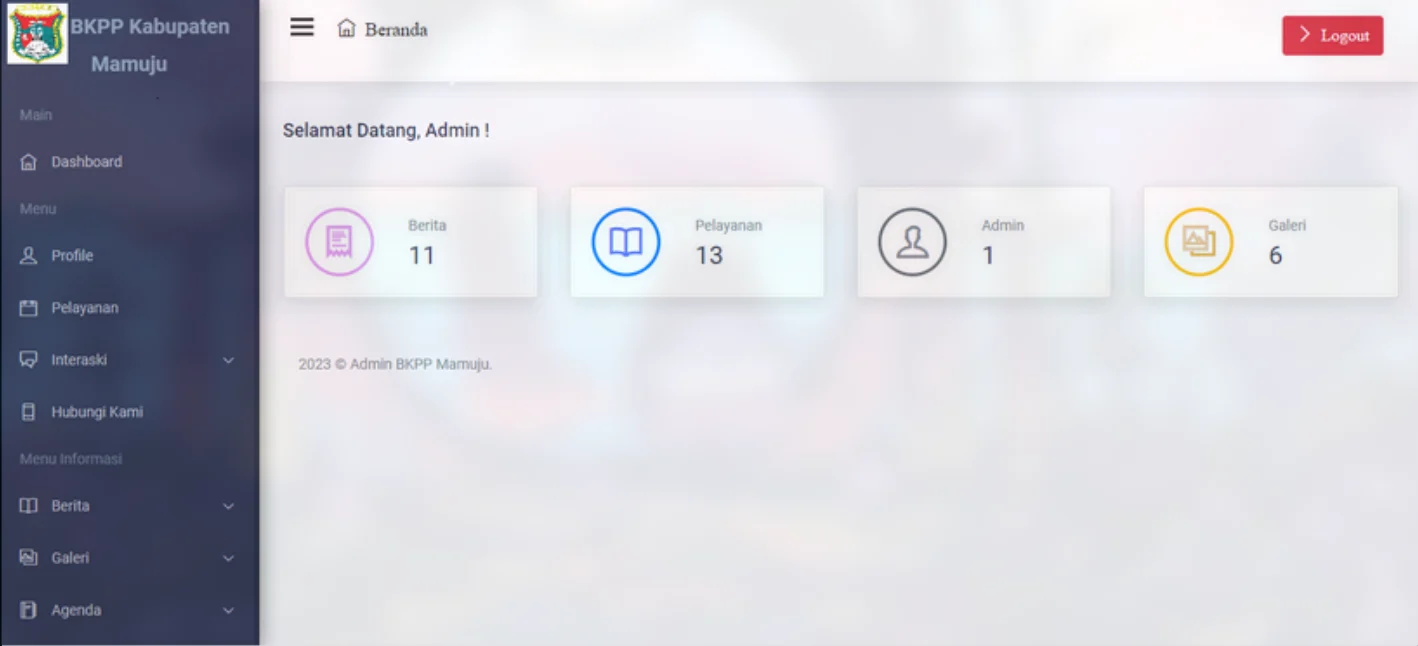 BKPP Kabupaten
Mamuju
Main
Dashboard
Menu
Profile
Pelayanan
Interaski
Hubungi Kami
Menu Informasi
Berita
Galeri
Agenda
Beranda
Logout
Selamat Datang, Admin !
Berita
11
Pelayanan
13
Admin
1
Galeri
6
2023 © Admin BKPP Mamuju.